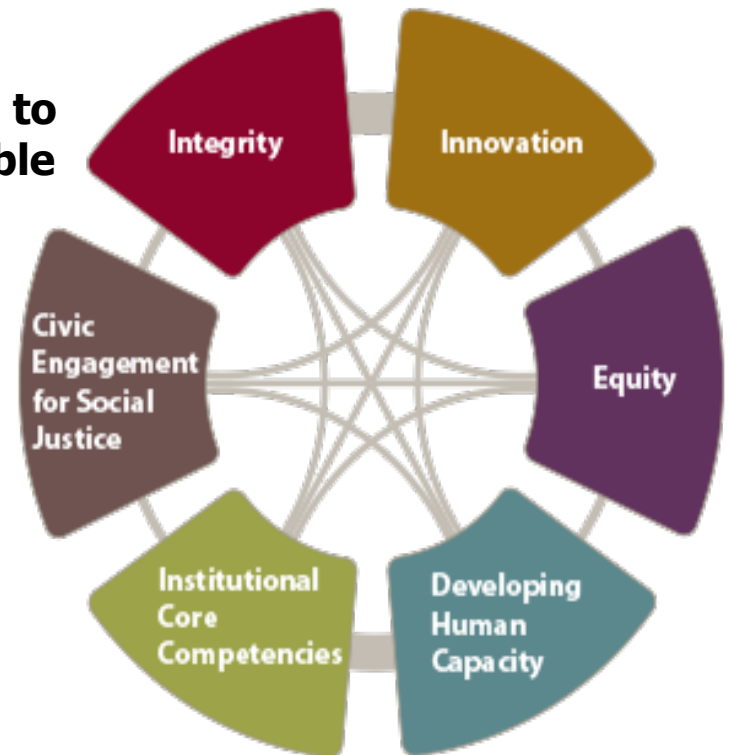 to
ble
Integrity
Innovation
Civic
Engagement
for Social
Justice
Equity
Institutional
Core
Competencies
Developing
Human
Capacity